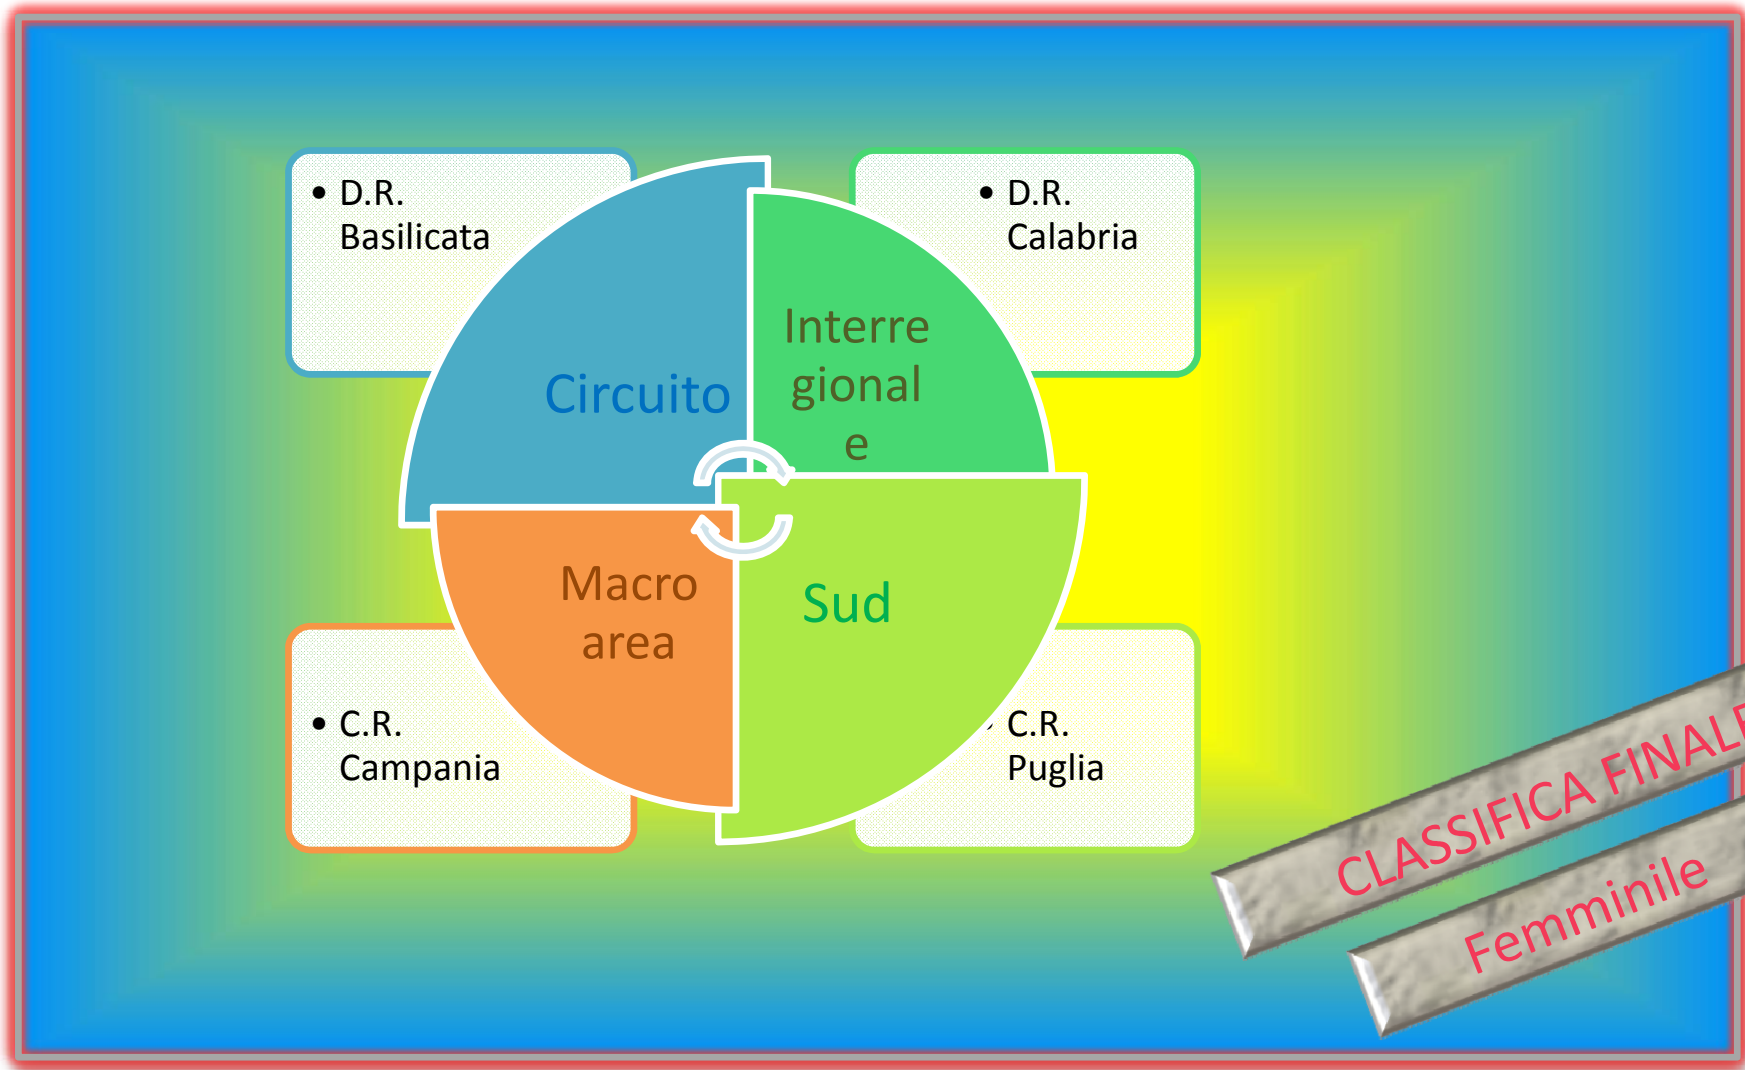 • D.R.
Basilicata
• D.R.
Calabria
Circuito
Interre
gional
e
Macro
area
Sud
• C.R.
Campania
• C.R.
Puglia
CLASSIFICA FINALE
Femminile